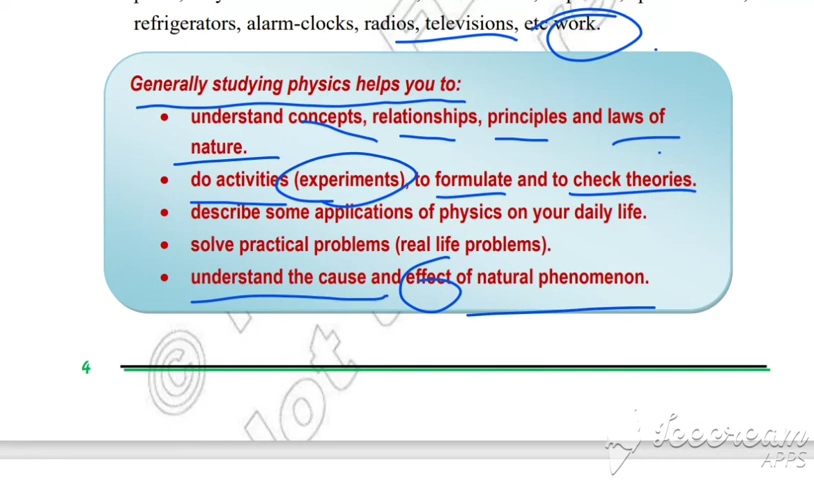 refrigerators, alarm-clocks, radios, televisions, etc work.
Generally studying physics helps you to:
• understand concepts, relationships, principles and laws of
nature.
• do activities (experiments), to formulate and to check theories.
• describe some applications of physics on your daily life.
• solve practical problems (real life problems).
• understand the cause and effect of natural phenomenon.
4
©
not
Icecream
APPS